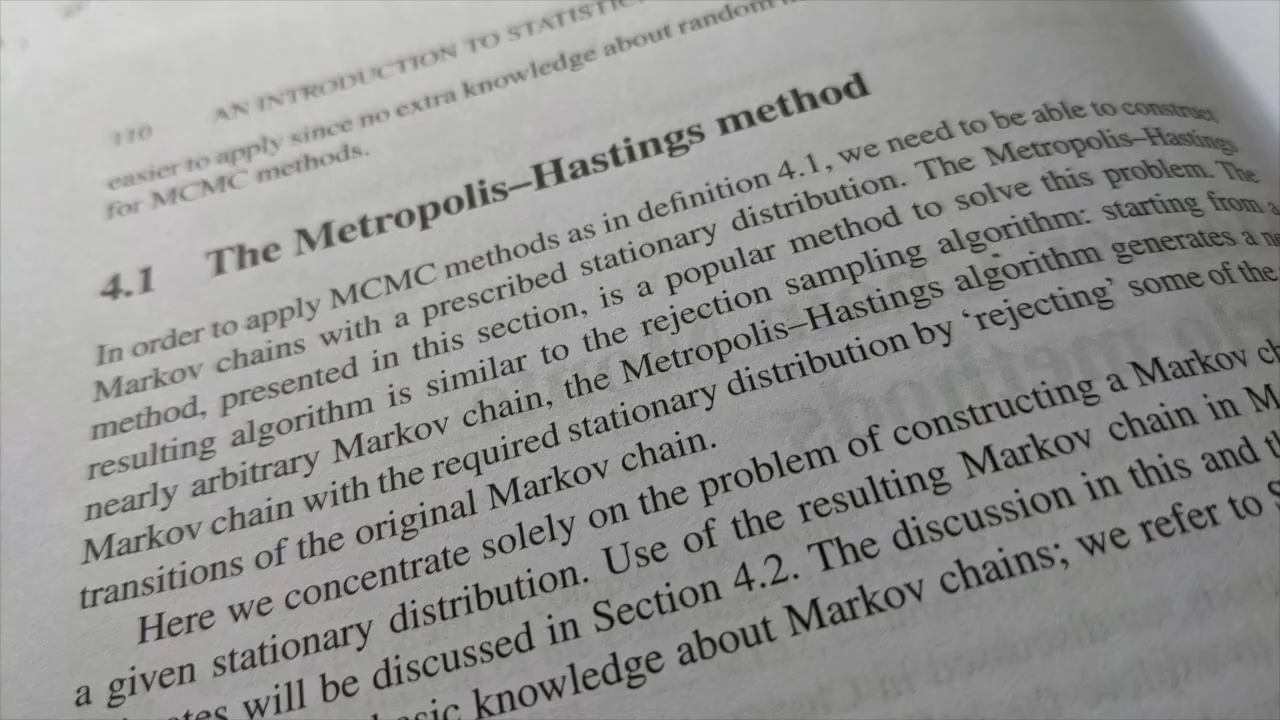 110 AN INTRODUCTION TO
easier to apply since no extra knowledge about random
for MCMC methods.
4.1 The Metropolis–Hastings method
In order to apply MCMC methods as in definition 4.1, we need to be able to construct
Markov chains with a prescribed stationary distribution. The Metropolis–Hastings
method, presented in this section, is a popular method to solve this problem. The
resulting algorithm is similar to the rejection sampling algorithm: starting from a
nearly arbitrary Markov chain, the Metropolis–Hastings algorithm generates a
Markov chain with the required stationary distribution by ‘rejecting’ some of the
transitions of the original Markov chain.
Here we concentrate solely on the problem of constructing a Markov
a given stationary distribution. Use of the resulting Markov chain in
will be discussed in Section 4.2. The discussion in this and
knowledge about Markov chains; we refer to